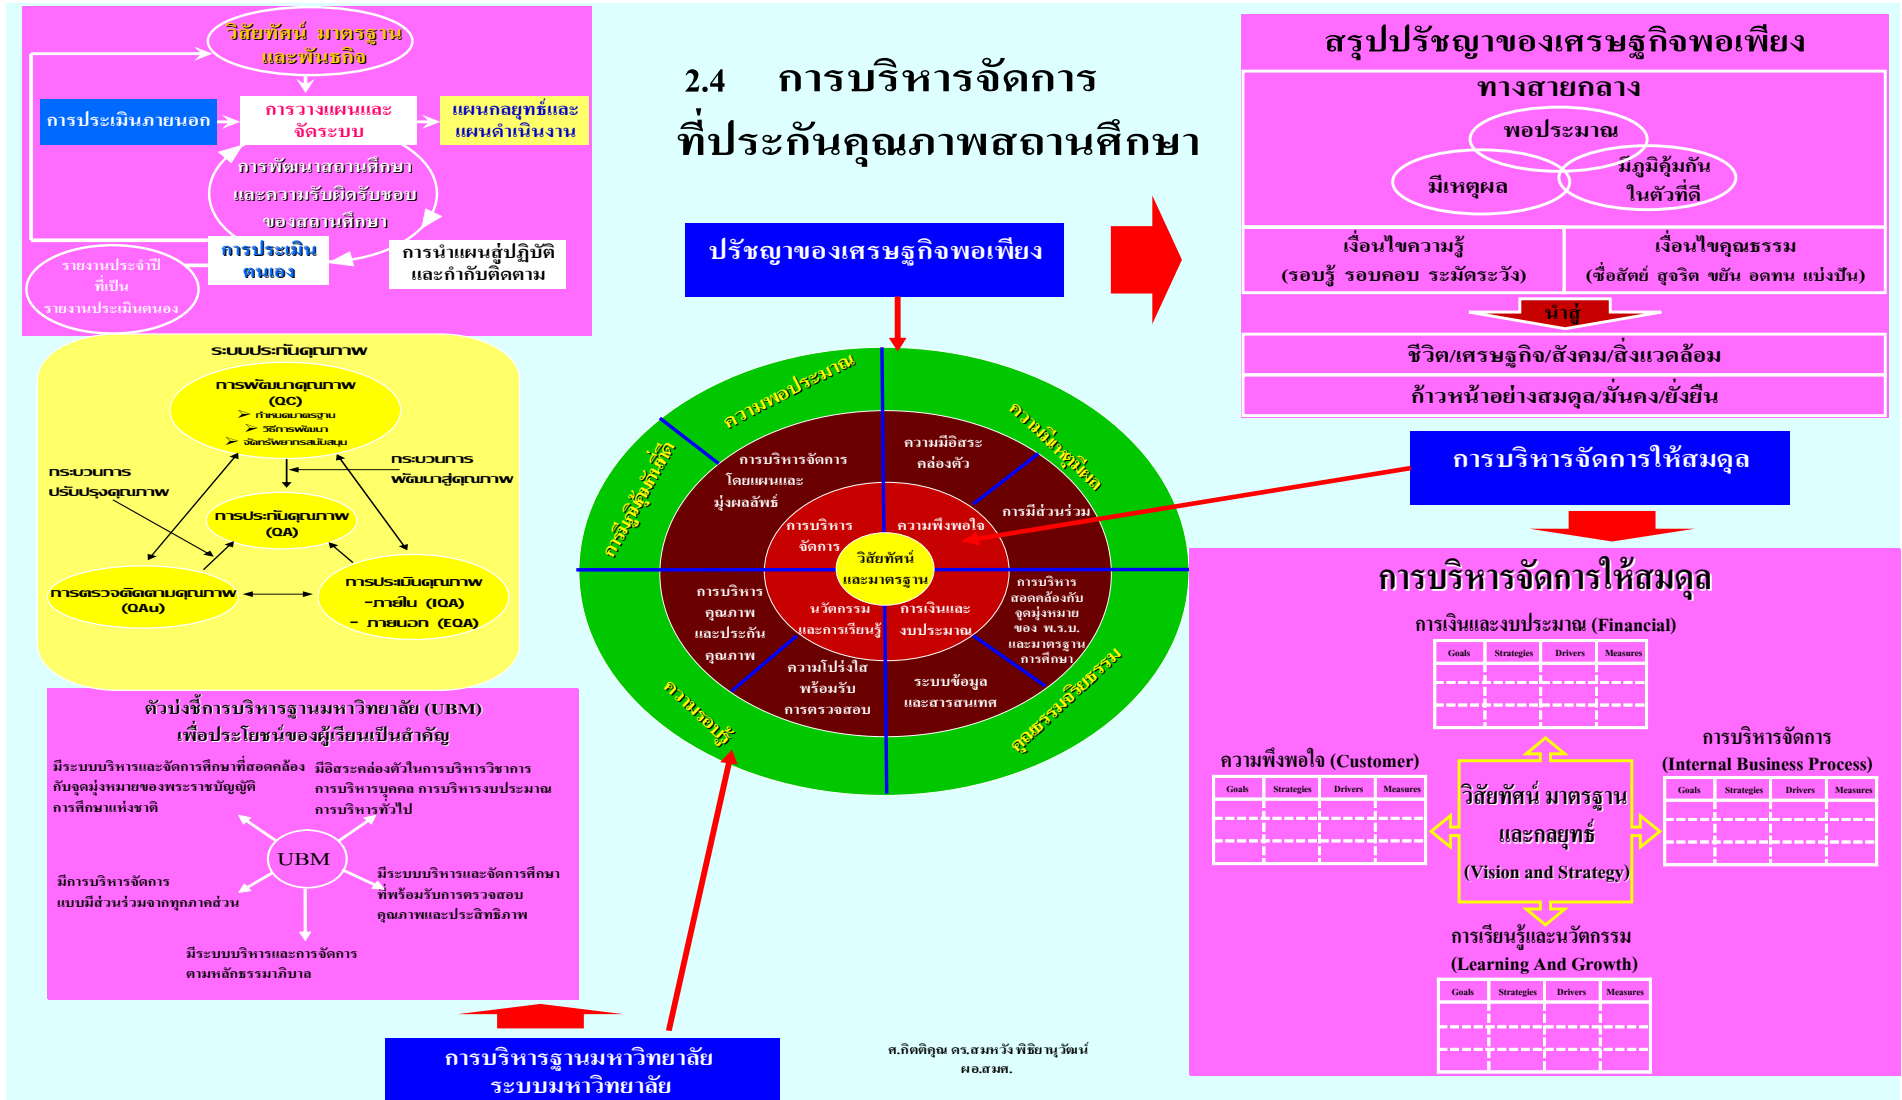 วิสัยทัศน์ มาตรฐาน
และพันธกิจ
การประเมินภายนอก
การวางแผนและ
จัดระบบ
แผนกลยุทธ์และ
แผนดำเนินงาน
การพัฒนาสถานศึกษา
และความรับผิดรับชอบ
ของสถานศึกษา
การประเมิน
ตนเอง
การนำแผนสู่ปฏิบัติ
และกำกับติดตาม
รายงานประจำปี
ที่เป็น
รายงานประเมินตนอง
2.4 การบริหารจัดการ
ที่ประกันคุณภาพสถานศึกษา
ปรัชญาของเศรษฐกิจพอเพียง
สรุปปรัชญาของเศรษฐกิจพอเพียง
ทางสายกลาง
พอประมาณ
มีเหตุผล
มีภูมิคุ้มกัน
ในตัวที่ดี
เงื่อนไขความรู้
(รอบรู้ รอบคอบ ระมัดระวัง)
เงื่อนไขคุณธรรม
(ซื่อสัตย์ สุจริต ขยัน อดทน แบ่งปัน)
นำสู่
ชีวิต/เศรษฐกิจ/สังคม/สิ่งแวดล้อม
ก้าวหน้าอย่างสมดุล/มั่นคง/ยั่งยืน
ระบบประกันคุณภาพ
การพัฒนาคุณภาพ
(QC)
➢ กำหนดมาตรฐาน
➢ วิธีการพัฒนา
➢ จัดทรัพยากรสนับสนุน
กระบวนการ
ปรับปรุงคุณภาพ
กระบวนการ
พัฒนาสู่คุณภาพ
การประกันคุณภาพ
(QA)
การตรวจติดตามคุณภาพ
(QAu)
การประเมินคุณภาพ
-ภายใน (IQA)
- ภายนอก (EQA)
ความพอประมาณ
ความมีเหตุมีผล
การมีภูมิคุ้มกันที่ดี
ความรอบรู้
คุณธรรมจริยธรรม
การบริหารจัดการ
โดยแผนและ
มุ่งผลลัพธ์
ความมีอิสระ
คล่องตัว
การมีส่วนร่วม
การบริหาร
จัดการ
ความพึงพอใจ
วิสัยทัศน์
และมาตรฐาน
นวัตกรรม
และการเรียนรู้
การเงินและ
งบประมาณ
การบริหาร
คุณภาพ
และประกัน
คุณภาพ
การบริหาร
สอดคล้องกับ
จุดมุ่งหมาย
ของ พ.ร.บ.
และมาตรฐาน
การศึกษา
ความโปร่งใส
พร้อมรับ
การตรวจสอบ
ระบบข้อมูล
และสารสนเทศ
การบริหารจัดการให้สมดุล
การบริหารจัดการให้สมดุล
การเงินและงบประมาณ (Financial)
Goals Strategies Drivers Measures
ความพึงพอใจ (Customer)
Goals Strategies Drivers Measures
การบริหารจัดการ
(Internal Business Process)
Goals Strategies Drivers Measures
วิสัยทัศน์ มาตรฐาน
และกลยุทธ์
(Vision and Strategy)
การเรียนรู้และนวัตกรรม
(Learning And Growth)
Goals Strategies Drivers Measures
ตัวบ่งชี้การบริหารฐานมหาวิทยาลัย (UBM)
เพื่อประโยชน์ของผู้เรียนเป็นสำคัญ
มีระบบบริหารและจัดการศึกษาที่สอดคล้อง
กับจุดมุ่งหมายของพระราชบัญญัติ
การศึกษาแห่งชาติ
มีอิสระคล่องตัวในการบริหารวิชาการ
การบริหารบุคคล การบริหารงบประมาณ
การบริหารทั่วไป
UBM
มีการบริหารจัดการ
แบบมีส่วนร่วมจากทุกภาคส่วน
มีระบบบริหารและจัดการศึกษา
ที่พร้อมรับการตรวจสอบ
คุณภาพและประสิทธิภาพ
มีระบบบริหารและการจัดการ
ตามหลักธรรมาภิบาล
การบริหารฐานมหาวิทยาลัย
ระบบมหาวิทยาลัย
ศ.กิตติคุณ ดร.สมหวัง พิธิยานุวัฒน์
ผอ.สมศ.